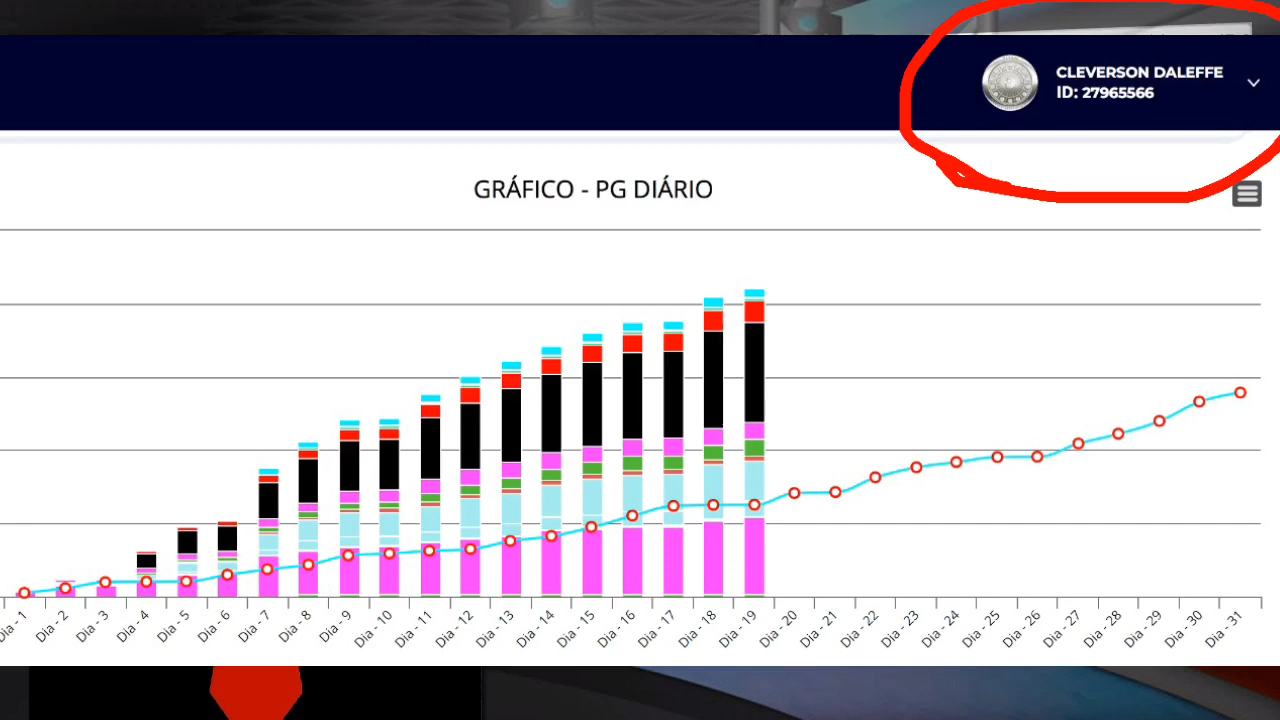 CLEVERSON DALEFFE
ID: 27965566
GRÁFICO - PG DIÁRIO
Dia - 1
Dia - 2
Dia - 3
Dia - 4
Dia - 5
Dia - 6
Dia - 7
Dia - 8
Dia - 9
Dia - 10
Dia - 11
Dia - 12
Dia - 13
Dia - 14
Dia - 15
Dia - 16
Dia - 17
Dia - 18
Dia - 19
Dia - 20
Dia - 21
Dia - 22
Dia - 23
Dia - 24
Dia - 25
Dia - 26
Dia - 27
Dia - 28
Dia - 29
Dia - 30
Dia - 31